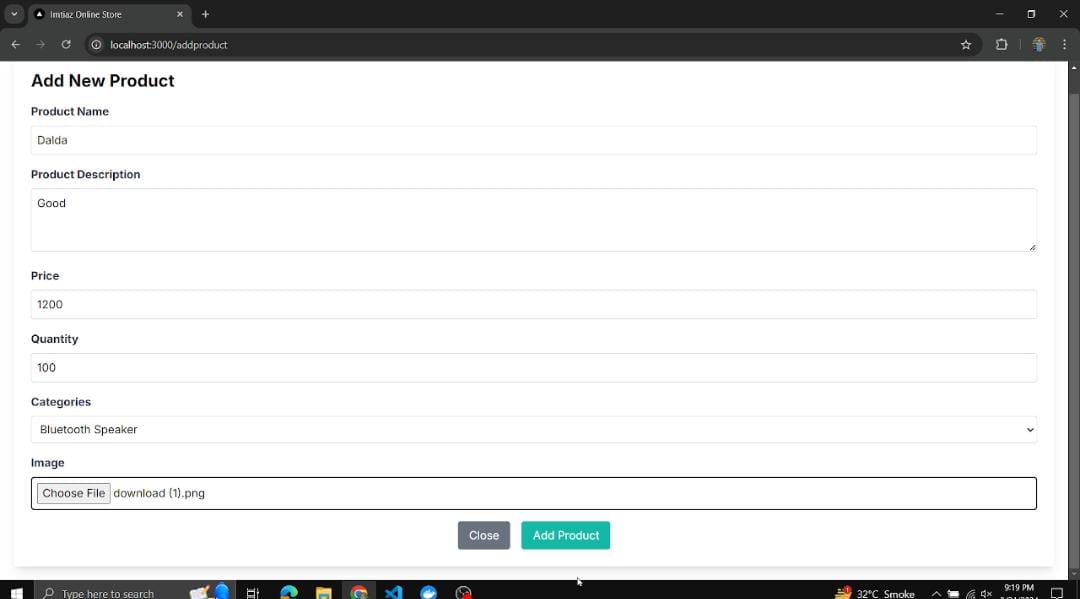 Imtiaz Online Store
localhost:3000/addproduct
Add New Product
Product Name
Dalda
Product Description
Good
Price
1200
Quantity
100
Categories
Bluetooth Speaker
Image
Choose File download (1).png
Close Add Product
Type here to search
32°C Smoke
9:19 PM